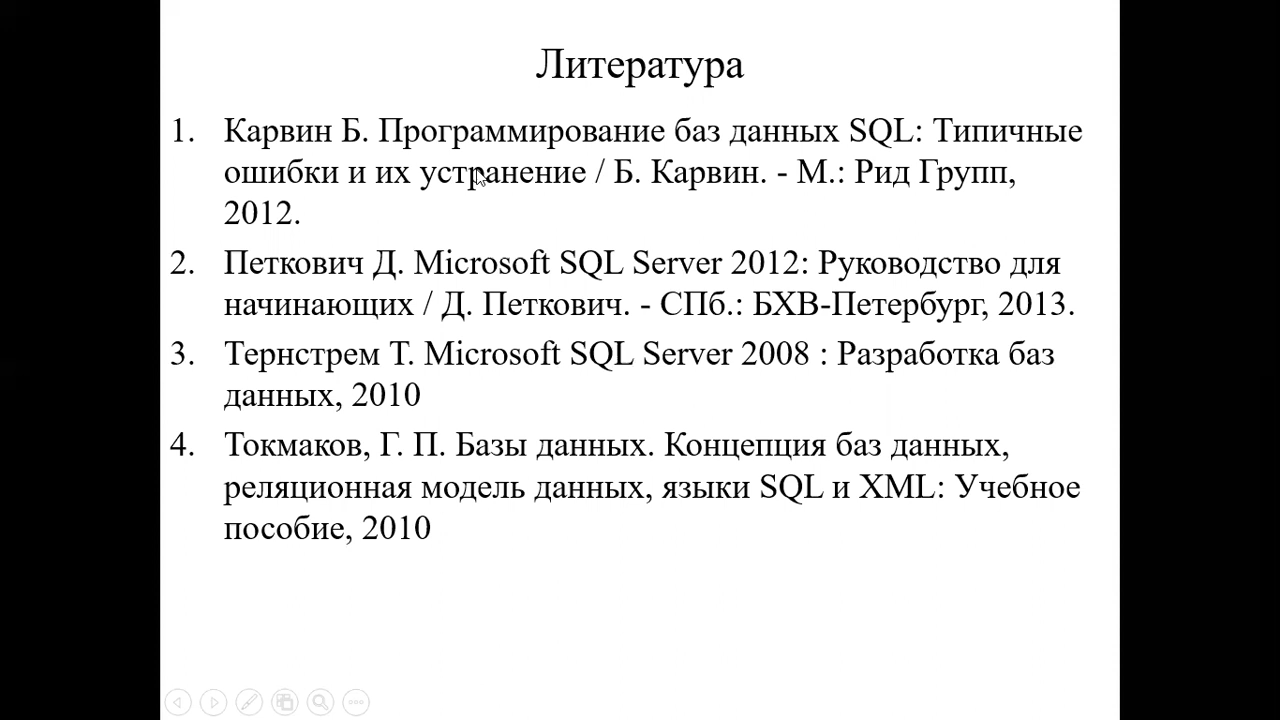 Литература
1. Карвин Б. Программирование баз данных SQL: Типичные
ошибки и их устранение / Б. Карвин. - М.: Рид Групп,
2012.
2. Петкович Д. Microsoft SQL Server 2012: Руководство для
начинающих / Д. Петкович. - СПб.: БХВ-Петербург, 2013.
3. Тернстрем Т. Microsoft SQL Server 2008 : Разработка баз
данных, 2010
4. Токмаков, Г. П. Базы данных. Концепция баз данных,
реляционная модель данных, языки SQL и XML: Учебное
пособие, 2010